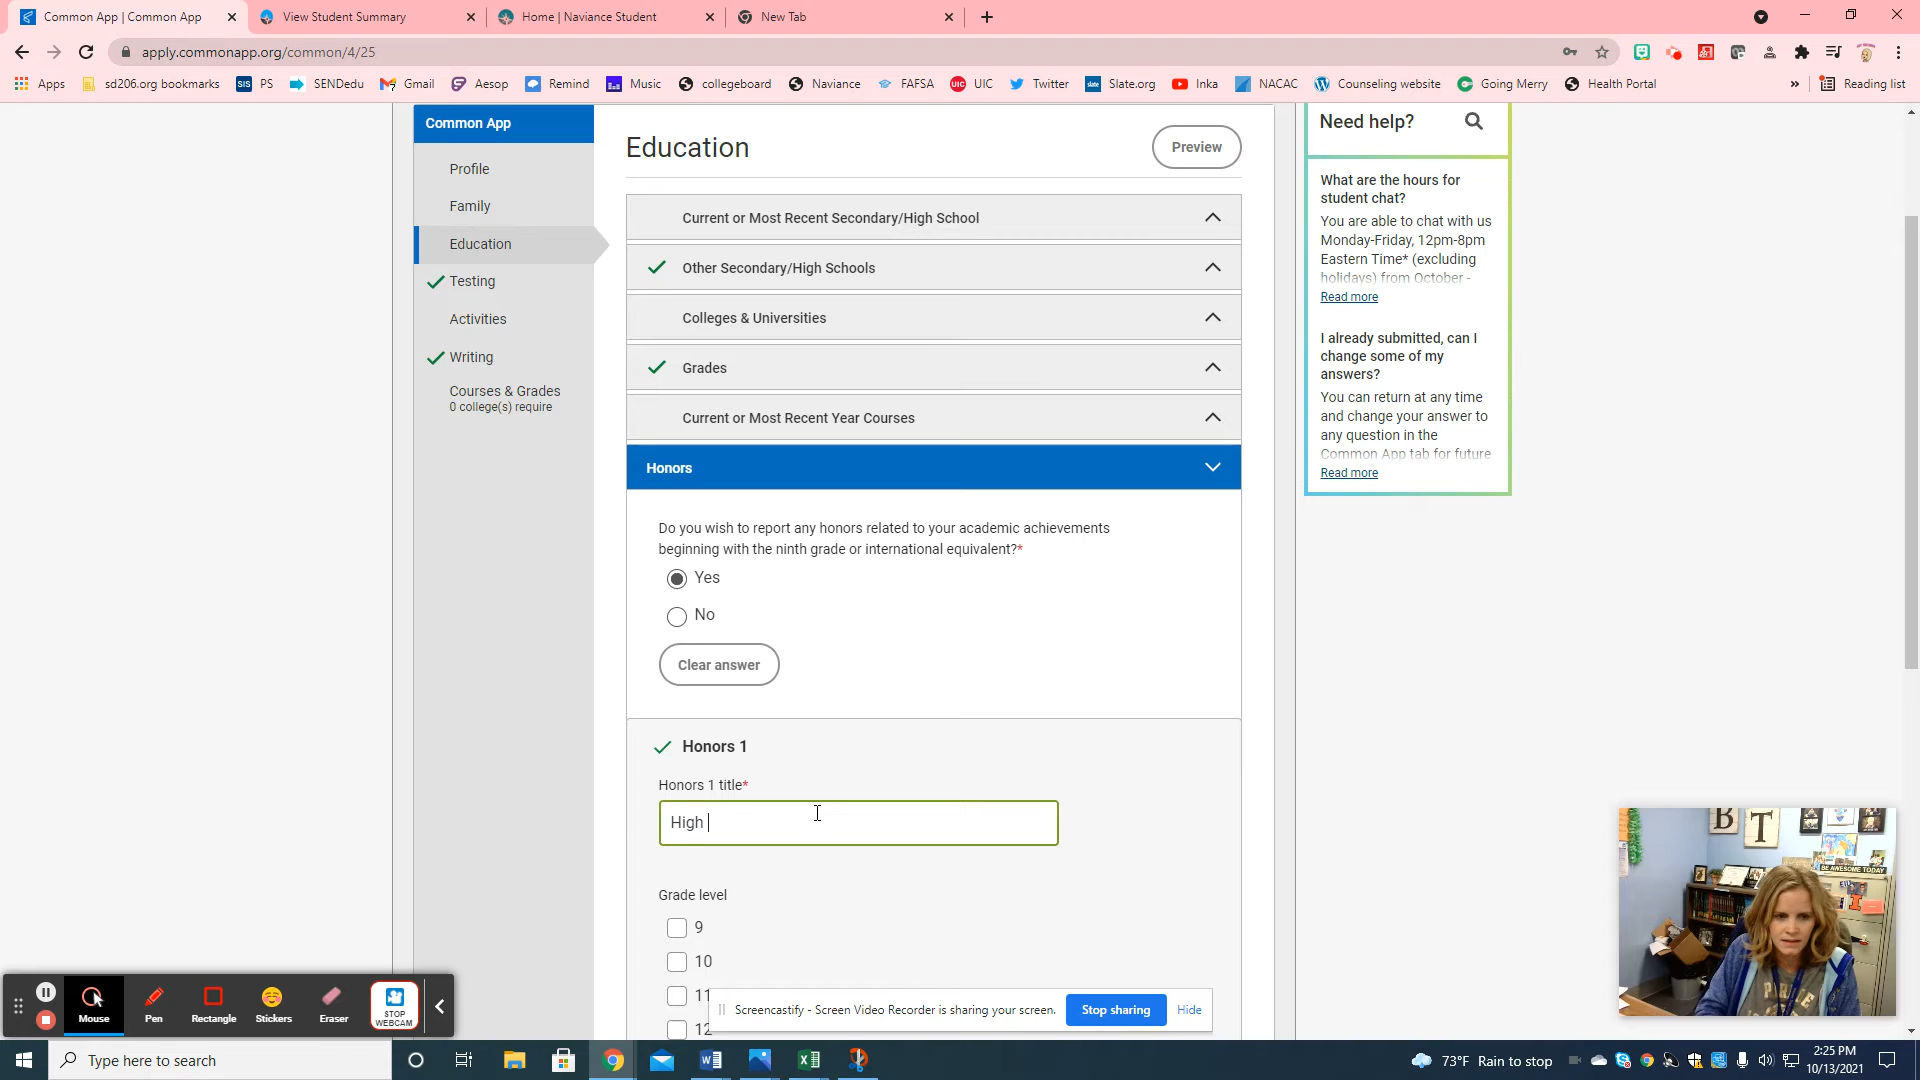 Common App | Common App
View Student Summary
Home | Naviance Student
New Tab
apply.commonapp.org/common/4/25
Apps
sd206.org bookmarks
SIS PS
SENDedu
Gmail
Aesop
Remind
Music
collegeboard
Naviance
FAFSA
UIC UIC
Twitter
slate Slate.org
Inka
NACAC
Counseling website
Going Merry
Health Portal
»
Reading list
Common App
Profile
Family
Education
Testing
Activities
Writing
Courses & Grades
0 college(s) require
Education
Preview
Current or Most Recent Secondary/High School
Other Secondary/High Schools
Colleges & Universities
Grades
Current or Most Recent Year Courses
Honors
Do you wish to report any honors related to your academic achievements
beginning with the ninth grade or international equivalent?*
Yes
No
Clear answer
Honors 1
Honors 1 title*
High
Grade level
9
10
11
12
Need help?
What are the hours for
student chat?
You are able to chat with us
Monday-Friday, 12pm-8pm
Eastern Time* (excluding
holidays) from October -
Read more
I already submitted, can I
change some of my
answers?
You can return at any time
and change your answer to
any question in the
Common App tab for future
Read more
B T
BE AWESOME TODAY
Mouse
Pen
Rectangle
Stickers
Eraser
STOP
WEBCAM
Screencastify - Screen Video Recorder is sharing your screen.
Stop sharing
Hide
Type here to search
73°F Rain to stop
2:25 PM
10/13/2021